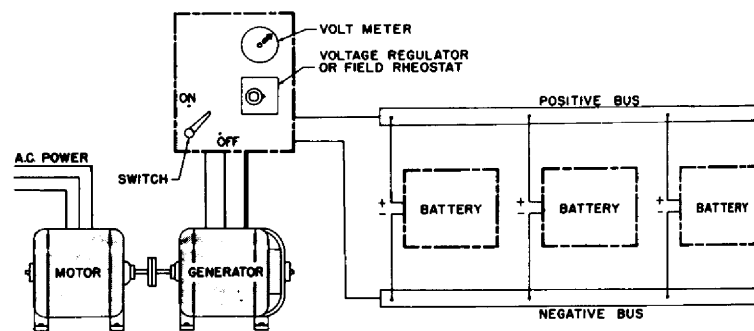 VOLT METER
VOLTAGE REGULATOR
OR FIELD RHEOSTAT
ON
OFF
SWITCH
A.C. POWER
MOTOR
GENERATOR
POSITIVE BUS
+
-
BATTERY
+
-
BATTERY
+
-
BATTERY
NEGATIVE BUS